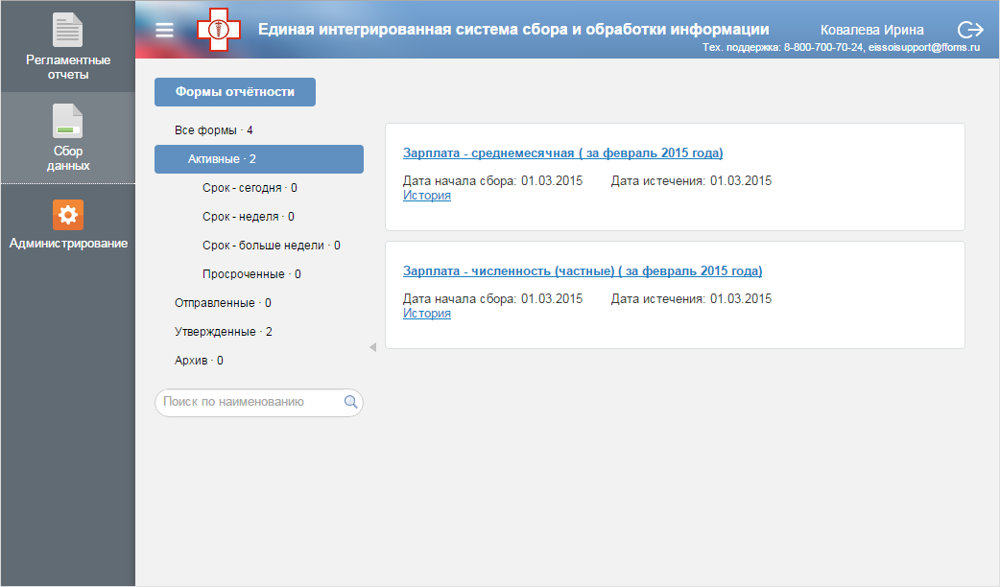 Регламентные
отчеты
Сбор
данных
Администрирование
Единая интегрированная система сбора и обработки информации
Ковалева Ирина
Тех. поддержка: 8-800-700-70-24, eissoisupport@ffoms.ru
Формы отчётности
Все формы · 4
Активные · 2
Срок - сегодня · 0
Срок - неделя · 0
Срок - больше недели · 0
Просроченные · 0
Отправленные · 0
Утвержденные · 2
Архив · 0
Поиск по наименованию
Зарплата - среднемесячная ( за февраль 2015 года)
Дата начала сбора: 01.03.2015 Дата истечения: 01.03.2015
История
Зарплата - численность (частные) ( за февраль 2015 года)
Дата начала сбора: 01.03.2015 Дата истечения: 01.03.2015
История